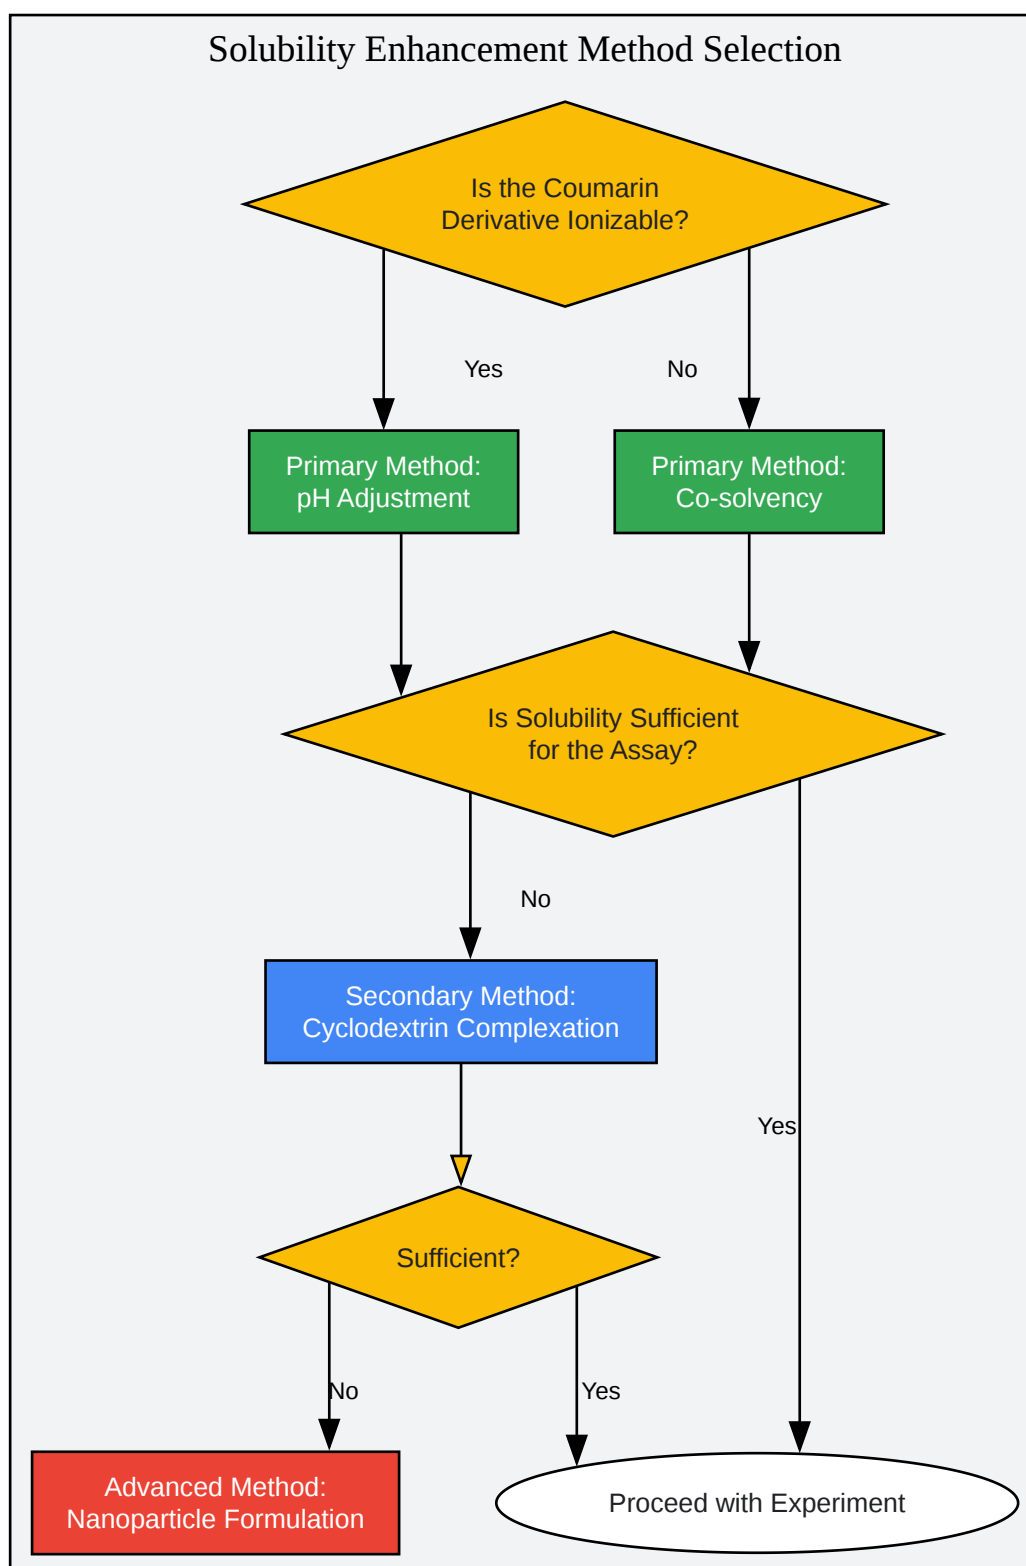 Solubility Enhancement Method Selection
Is the Coumarin
Derivative Ionizable?
Yes
No
Primary Method:
pH Adjustment
Primary Method:
Co-solvency
Is Solubility Sufficient
for the Assay?
No
Secondary Method:
Cyclodextrin Complexation
Yes
Sufficient?
No
Yes
Advanced Method:
Nanoparticle Formulation
Proceed with Experiment